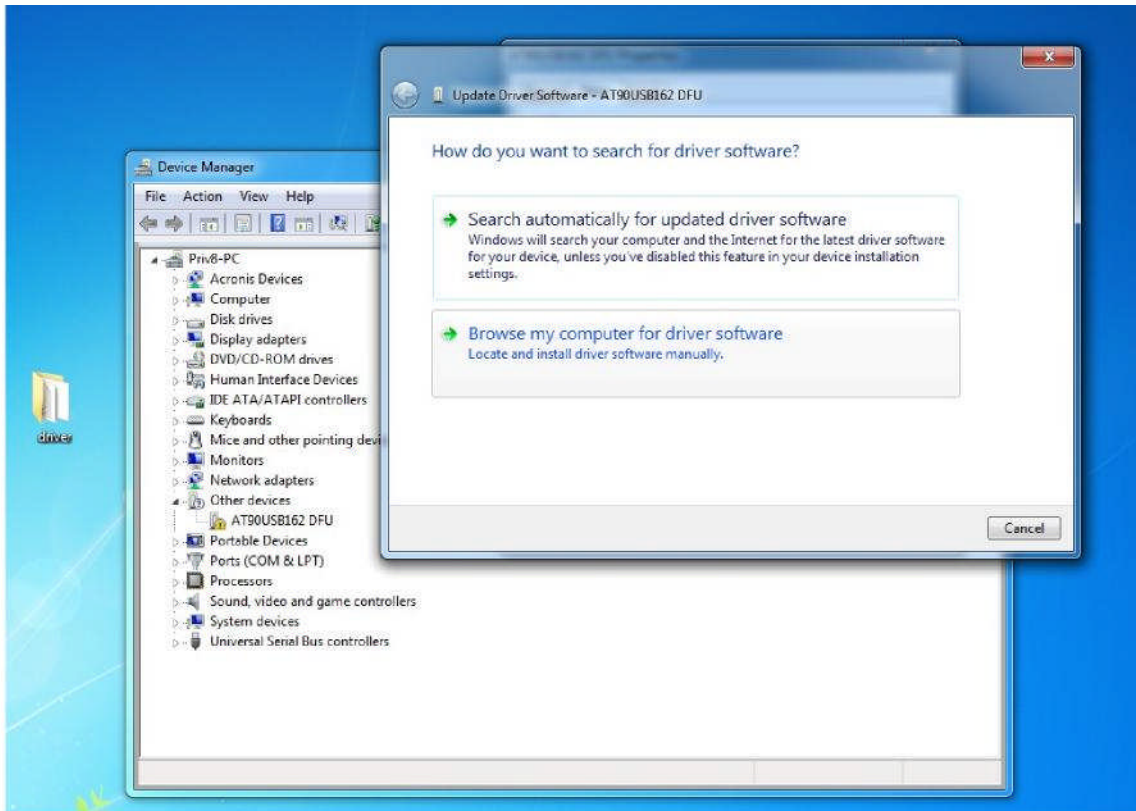 Update Driver Software - AT90USB162 DFU
How do you want to search for driver software?
Search automatically for updated driver software
Windows will search your computer and the Internet for the latest driver software
for your device, unless you've disabled this feature in your device installation
settings.
Browse my computer for driver software
Locate and install driver software manually.
Cancel
Device Manager
File Action View Help
Priv8-PC
Acronis Devices
Computer
Disk drives
Display adapters
DVD/CD-ROM drives
Human Interface Devices
IDE ATA/ATAPI controllers
Keyboards
Mice and other pointing devi
Monitors
Network adapters
Other devices
AT90USB162 DFU
Portable Devices
Ports (COM & LPT)
Processors
Sound, video and game controllers
System devices
Universal Serial Bus controllers
driver